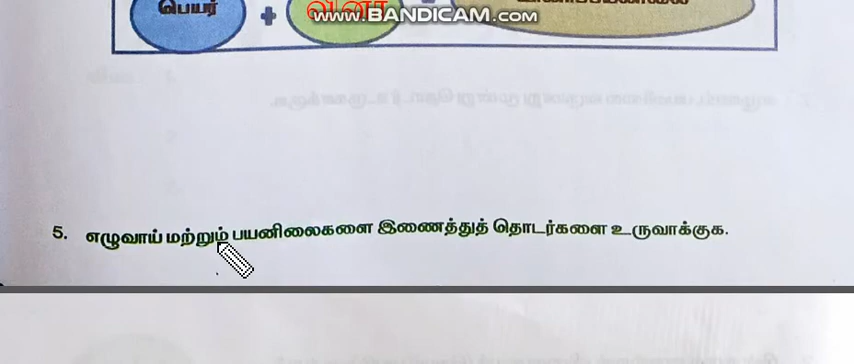 பெயர் + வினா
www.BANDICAM.com
5. எழுவாய் மற்றும் பயனிலைகளை இணைத்துத் தொடர்களை உருவாக்குக.